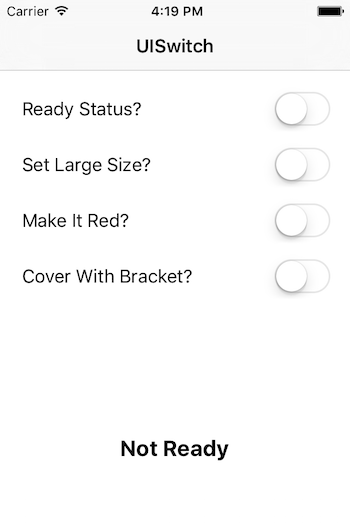 Carrier 4:19 PM
UISwitch
Ready Status?
Set Large Size?
Make It Red?
Cover With Bracket?
Not Ready